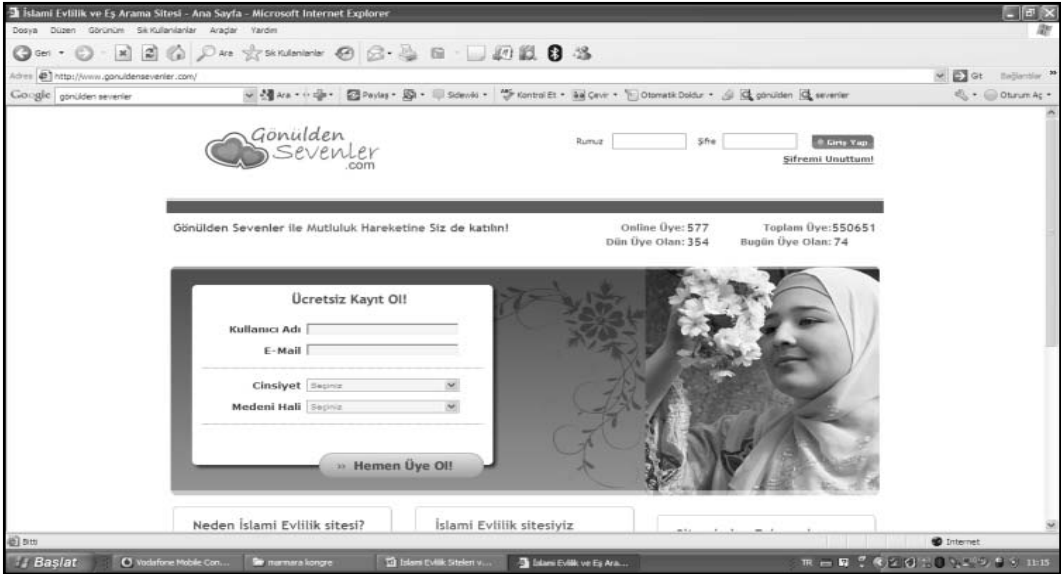 İslami Evlilik ve Eş Arama Sitesi - Ana Sayfa - Microsoft Internet Explorer
Dosya Düzen Görünüm Sık Kullanılanlar Araçlar Yardım
Geri Ara Sık Kullanılanlar
Adres http://www.gonuldensevenler.com/ Git Bağlantılar
Google gönülden sevenler Ara Paylaş Sidewiki Kontrol Et Çevir Otomatik Doldur gönülden sevenler Oturum Aç
Gönülden
Sevenler
.com
Rumuz Şifre Giriş Yap
Şifremi Unuttum!
Gönülden Sevenler ile Mutluluk Hareketine Siz de katılın! Online Üye: 577 Toplam Üye:550651
Dün Üye Olan: 354 Bugün Üye Olan: 74
Ücretsiz Kayıt Ol!
Kullanıcı Adı
E-Mail
Cinsiyet Seçiniz
Medeni Hali Seçiniz
» Hemen Üye Ol!
Neden İslami Evlilik sitesi? İslami Evlilik sitesiyiz
Bitti Internet
Başlat Vodafone Mobile Con... marmara kongre İslami Evlilik Siteleri v... İslami Evlilik ve Eş Ara... TR 11:15